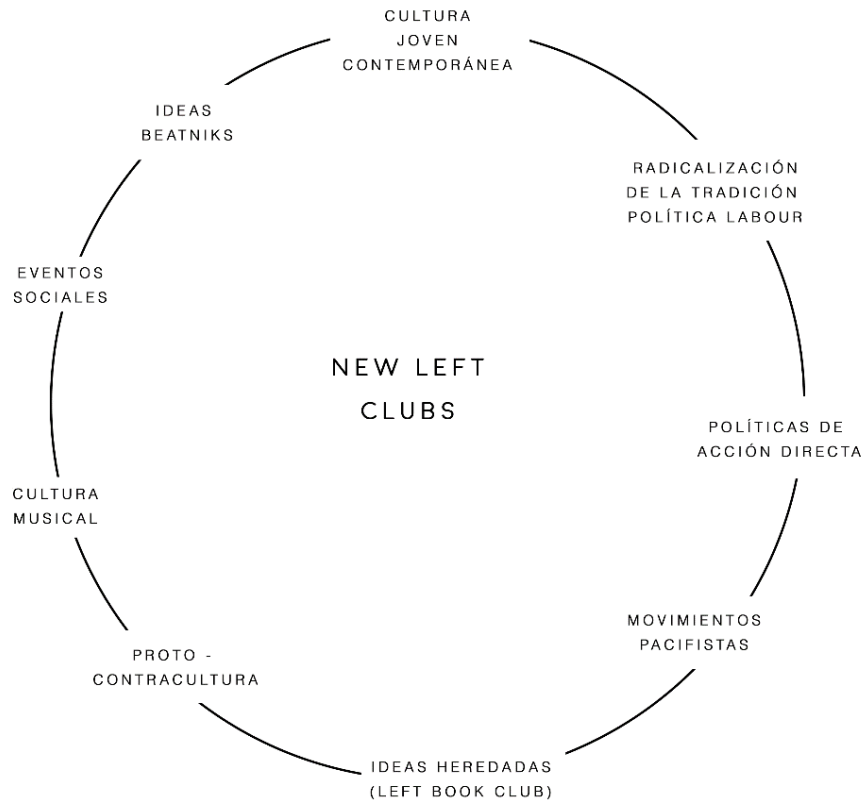 CULTURA
JOVEN
CONTEMPORÁNEA
IDEAS
BEATNIKS
RADICALIZACIÓN
DE LA TRADICIÓN
POLÍTICA LABOUR
EVENTOS
SOCIALES
NEW LEFT
CLUBS
POLÍTICAS DE
ACCIÓN DIRECTA
CULTURA
MUSICAL
MOVIMIENTOS
PACIFISTAS
PROTO -
CONTRACULTURA
IDEAS HEREDADAS
(LEFT BOOK CLUB)